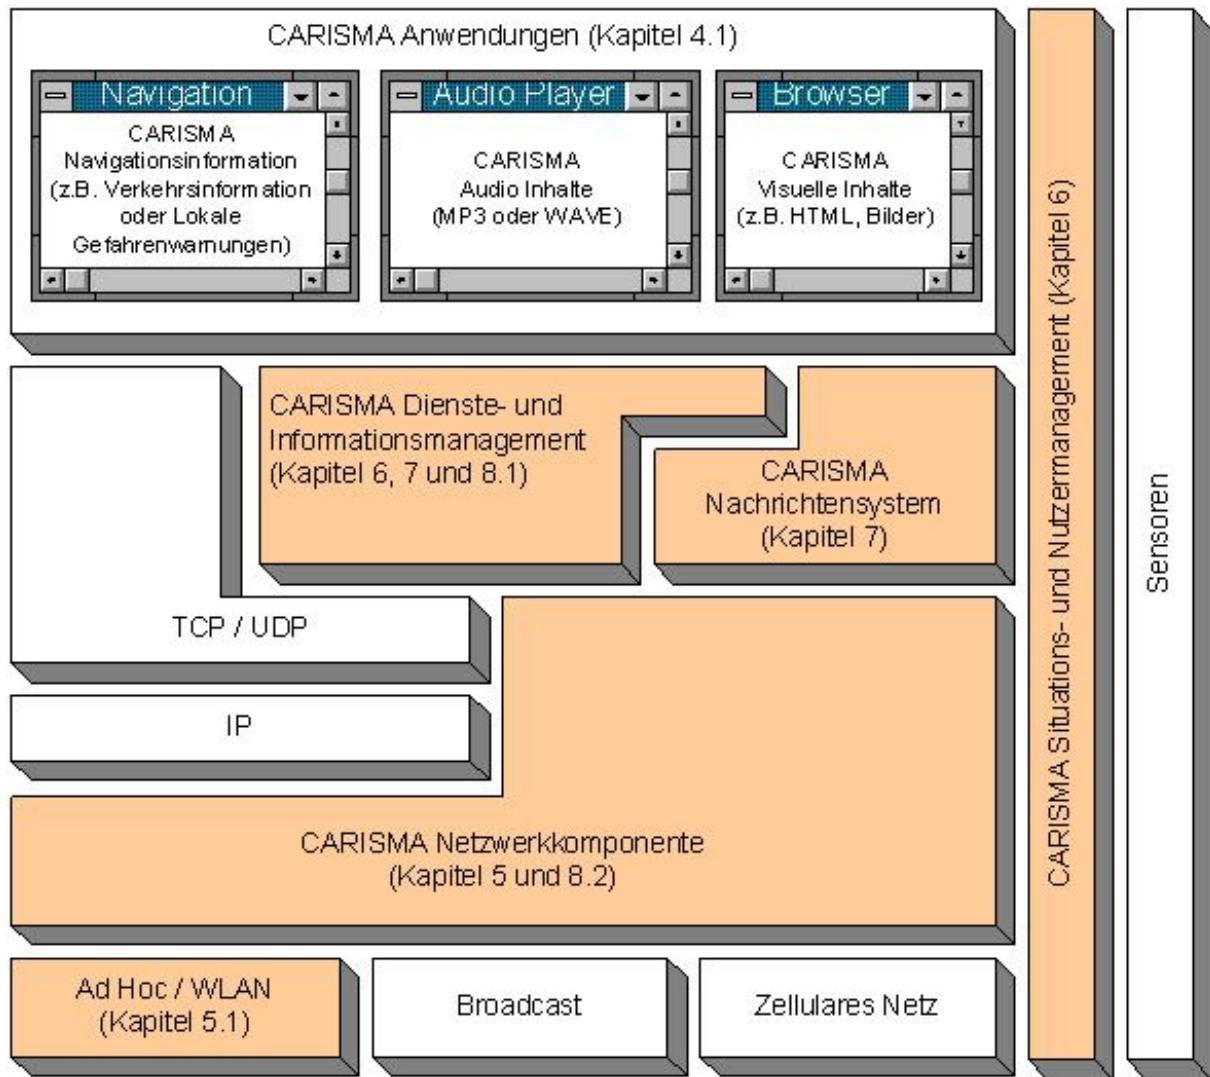 CARISMA Anwendungen (Kapitel 4.1)
Navigation
CARISMA
Navigationsinformation
(z.B. Verkehrsinformation
oder Lokale
Gefahrenwarnungen)
Audio Player
CARISMA
Audio Inhalte
(MP3 oder WAVE)
Browser
CARISMA
Visuelle Inhalte
(z.B. HTML, Bilder)
CARISMA Dienste- und
Informationsmanagement
(Kapitel 6, 7 und 8.1)
CARISMA
Nachrichtensystem
(Kapitel 7)
TCP / UDP
IP
CARISMA Netzwerkkomponente
(Kapitel 5 und 8.2)
Ad Hoc / WLAN
(Kapitel 5.1)
Broadcast
Zellulares Netz
CARISMA Situations- und Nutzermanagement (Kapitel 6)
Sensoren